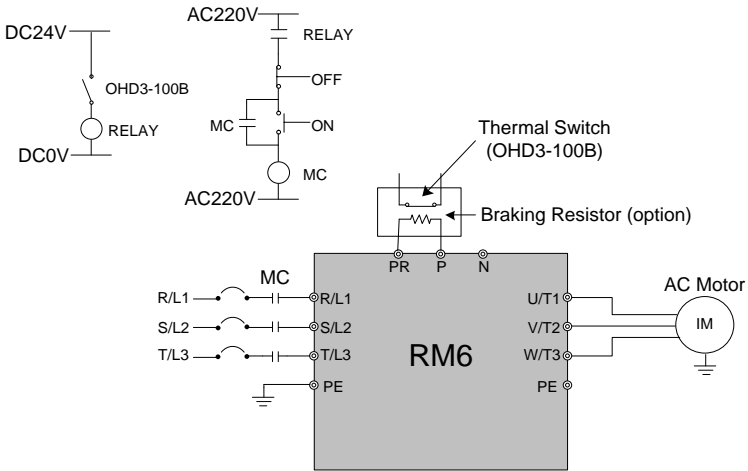 DC24V
OHD3-100B
RELAY
DC0V
AC220V
RELAY
OFF
MC
ON
MC
AC220V
Thermal Switch
(OHD3-100B)
Braking Resistor (option)
PR
P
N
MC
R/L1
R/L1
S/L2
S/L2
T/L3
T/L3
PE
RM6
U/T1
V/T2
W/T3
PE
AC Motor
IM